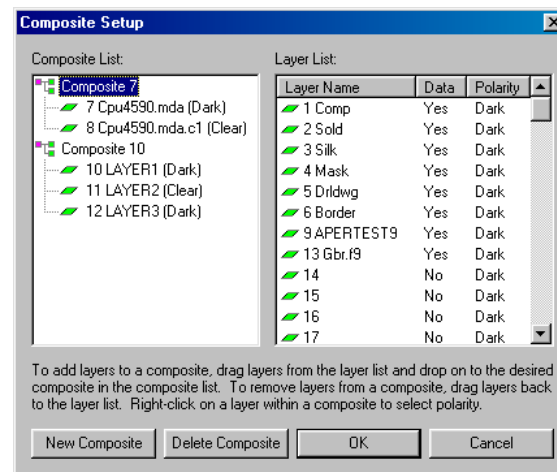 Composite Setup
Composite List:
Layer List:
Composite 7
7 Cpu4590.mda (Dark)
8 Cpu4590.mda.c1 (Clear)
Composite 10
10 LAYER1 (Dark)
11 LAYER2 (Clear)
12 LAYER3 (Dark)
Layer Name Data Polarity
1 Comp Yes Dark
2 Sold Yes Dark
3 Silk Yes Dark
4 Mask Yes Dark
5 Drldwg Yes Dark
6 Border Yes Dark
9 APERTEST9 Yes Dark
13 Gbr.f9 Yes Dark
14 No Dark
15 No Dark
16 No Dark
17 No Dark
To add layers to a composite, drag layers from the layer list and drop on to the desired
composite in the composite list. To remove layers from a composite, drag layers back
to the layer list. Right-click on a layer within a composite to select polarity.
New Composite Delete Composite OK Cancel